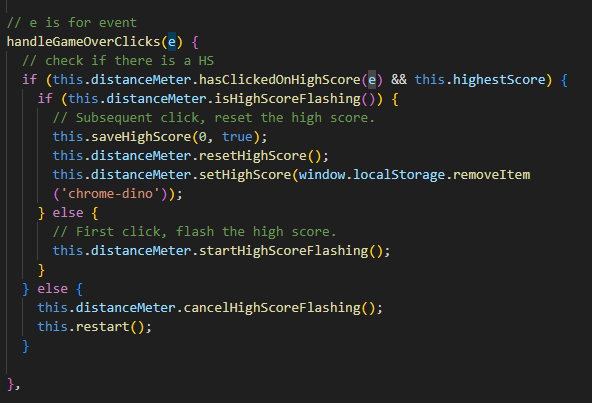 // e is for event
handleGameOverClicks(e) {
// check if there is a HS
if (this.distanceMeter.hasClickedOnHighScore(e) && this.highestScore) {
if (this.distanceMeter.isHighScoreFlashing()) {
// Subsequent click, reset the high score.
this.saveHighScore(0, true);
this.distanceMeter.resetHighScore();
this.distanceMeter.setHighScore(window.localStorage.removeItem
('chrome-dino'));
} else {
// First click, flash the high score.
this.distanceMeter.startHighScoreFlashing();
}
} else {
this.distanceMeter.cancelHighScoreFlashing();
this.restart();
}
},